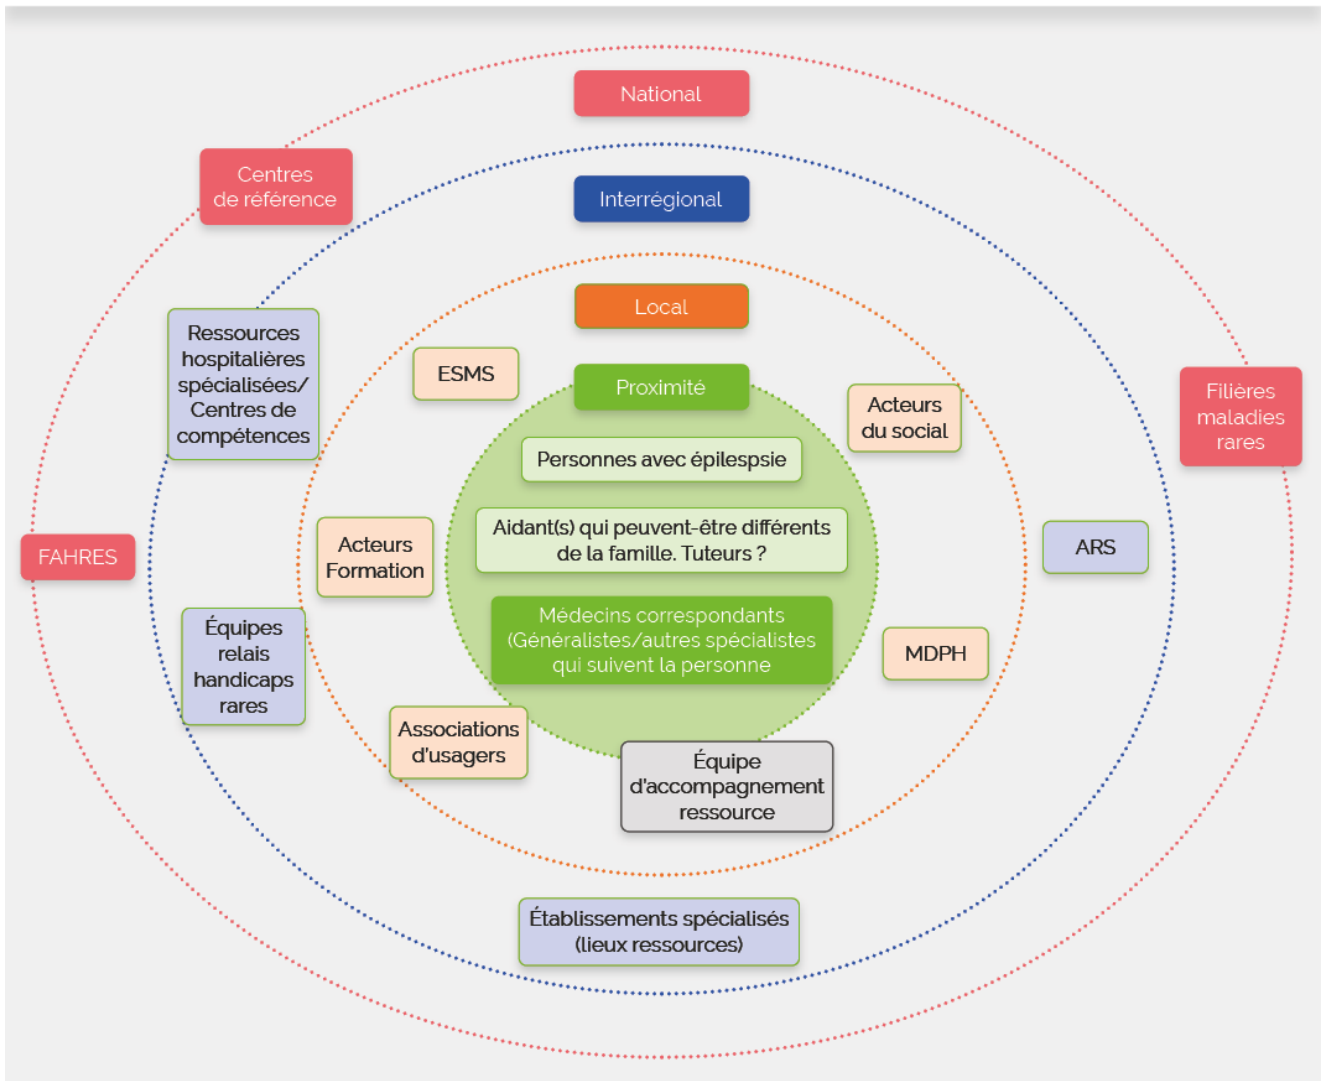 National
Centres
de référence
Interrégional
Local
Ressources
hospitalières
spécialisées/
Centres de
compétences
ESMS
Proximité
Acteurs
du social
Filières
maladies
rares
Personnes avec épilespsie
Aidant(s) qui peuvent-être différents
de la famille. Tuteurs ?
FAHRES
Acteurs
Formation
ARS
Médecins correspondants
(Généralistes/autres spécialistes
qui suivent la personne
Équipes
relais
handicaps
rares
MDPH
Associations
d'usagers
Équipe
d'accompagnement
ressource
Établissements spécialisés
(lieux ressources)